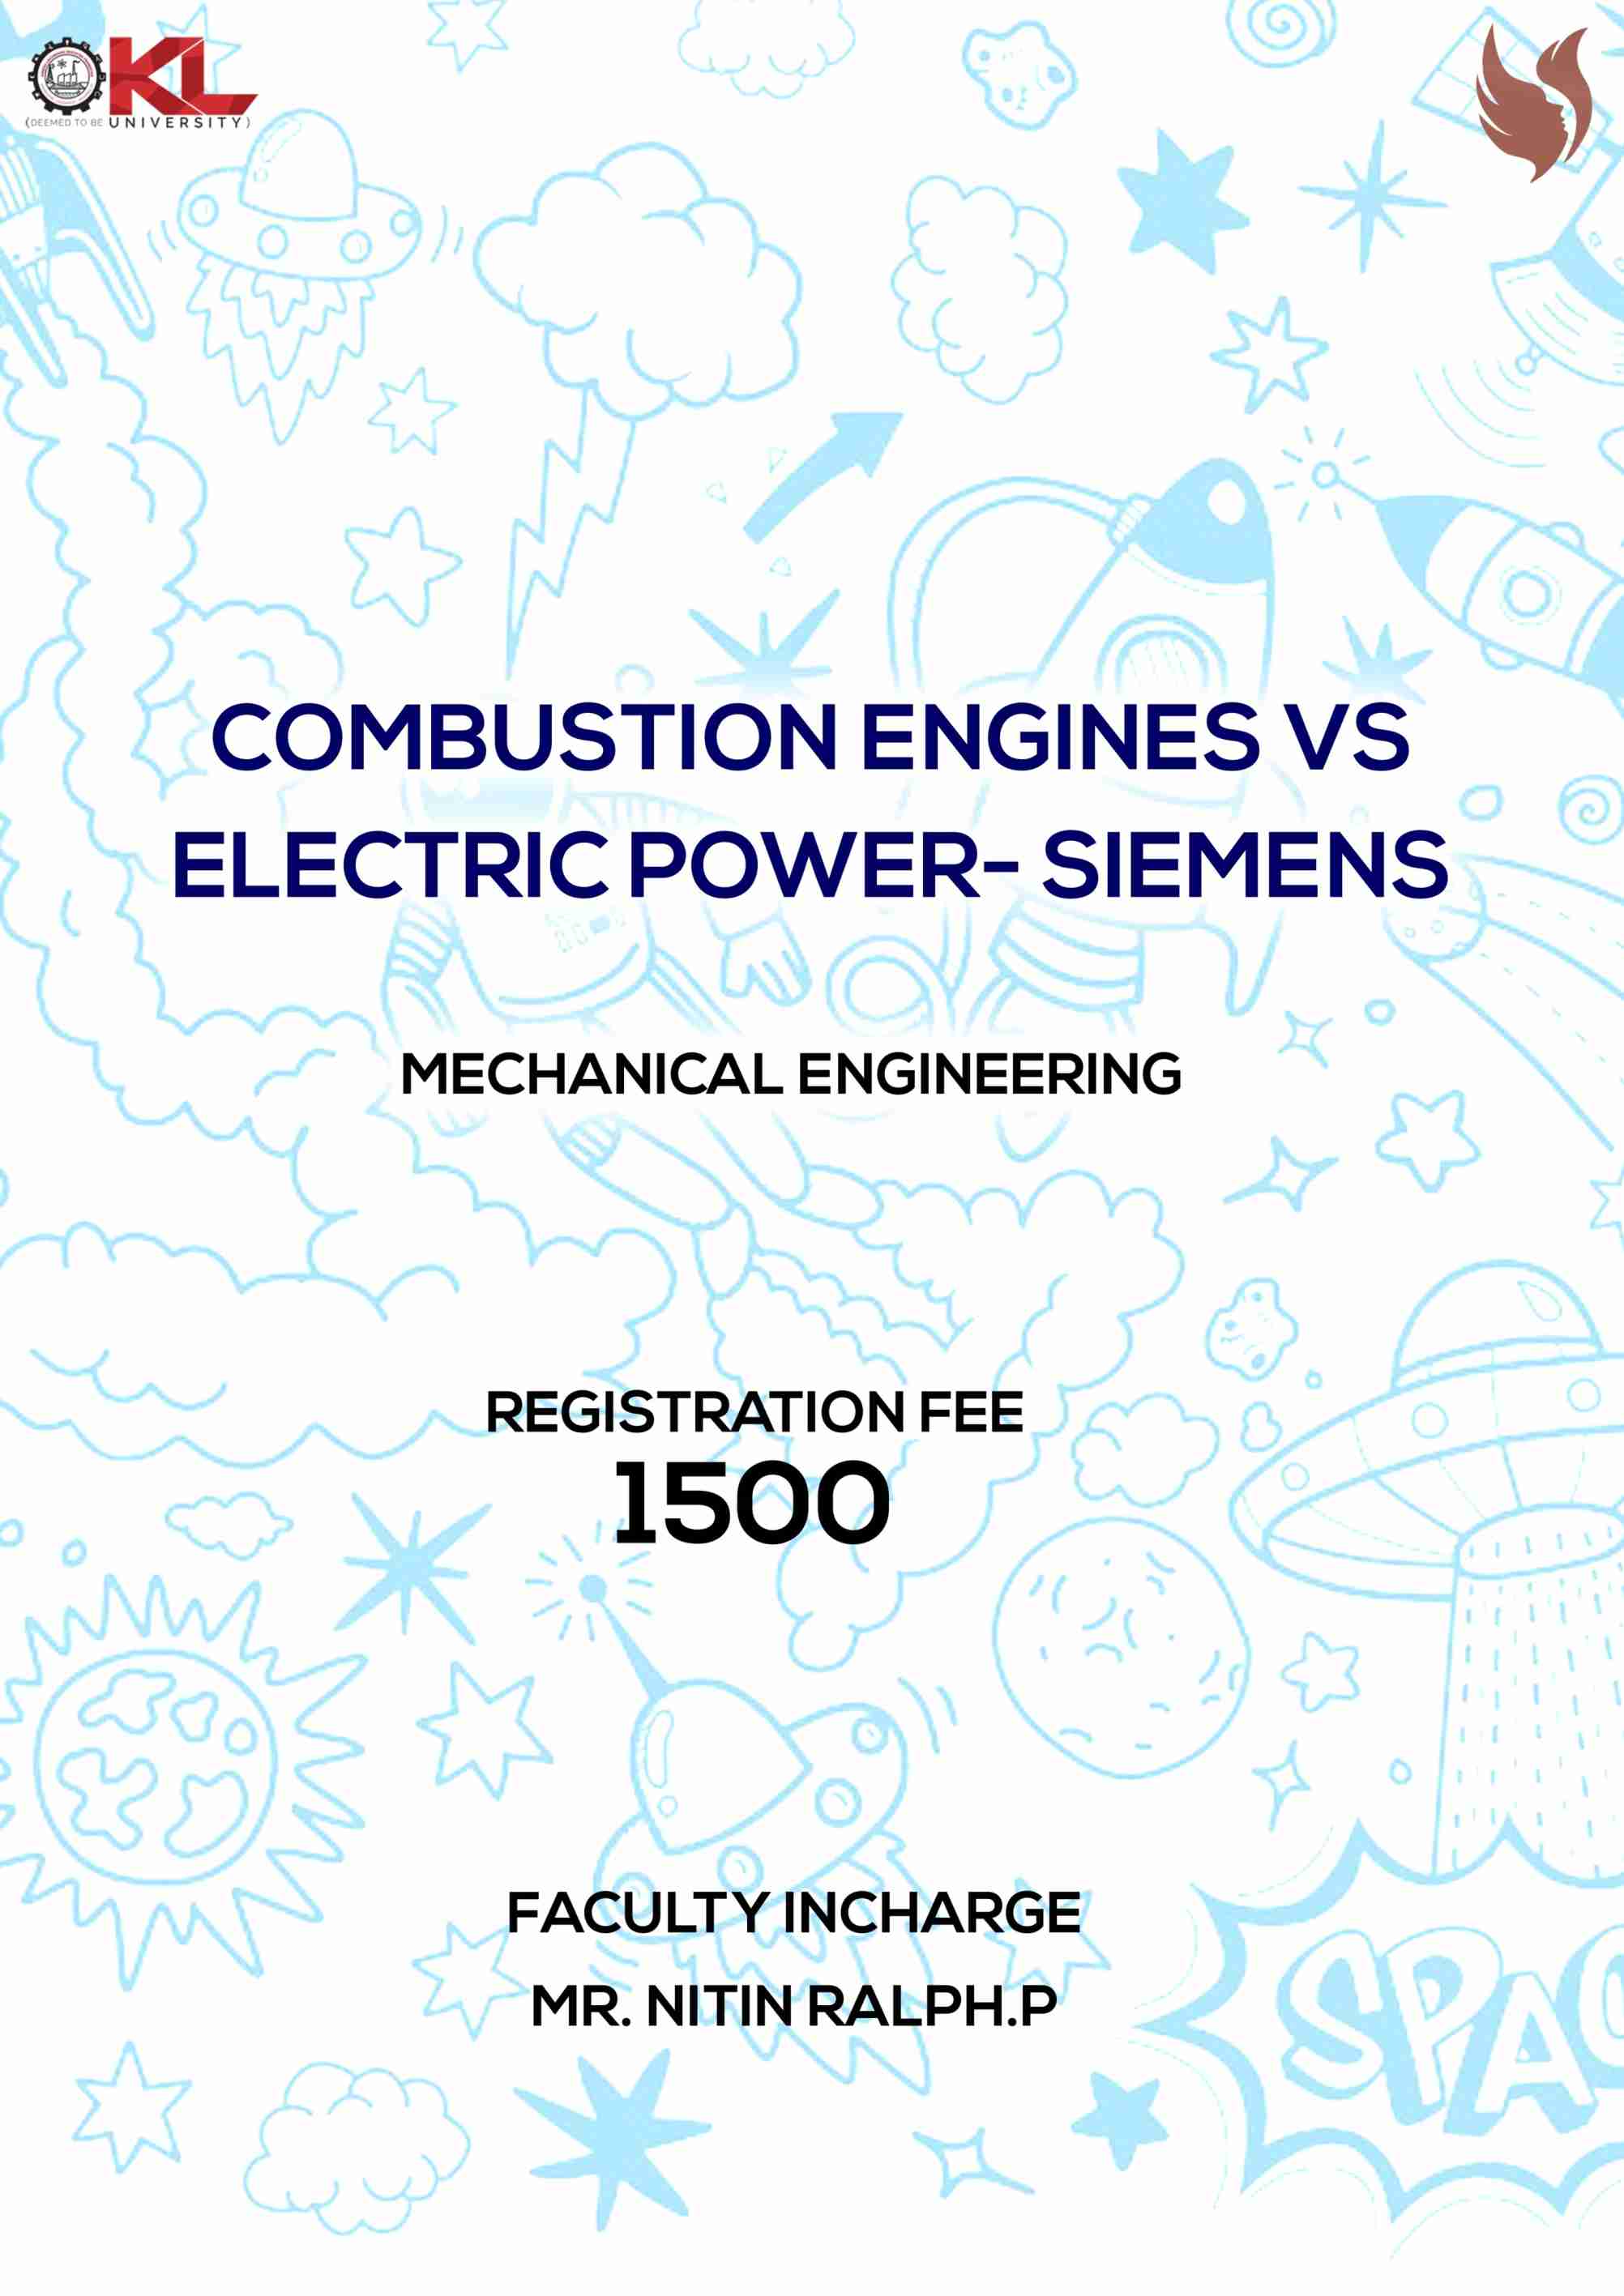 KL
(DEEMED TO BE UNIVERSITY)
COMBUSTION ENGINES VS
ELECTRIC POWER- SIEMENS
MECHANICAL ENGINEERING
REGISTRATION FEE
1500
FACULTY INCHARGE
MR. NITIN RALPH.P
SPAC